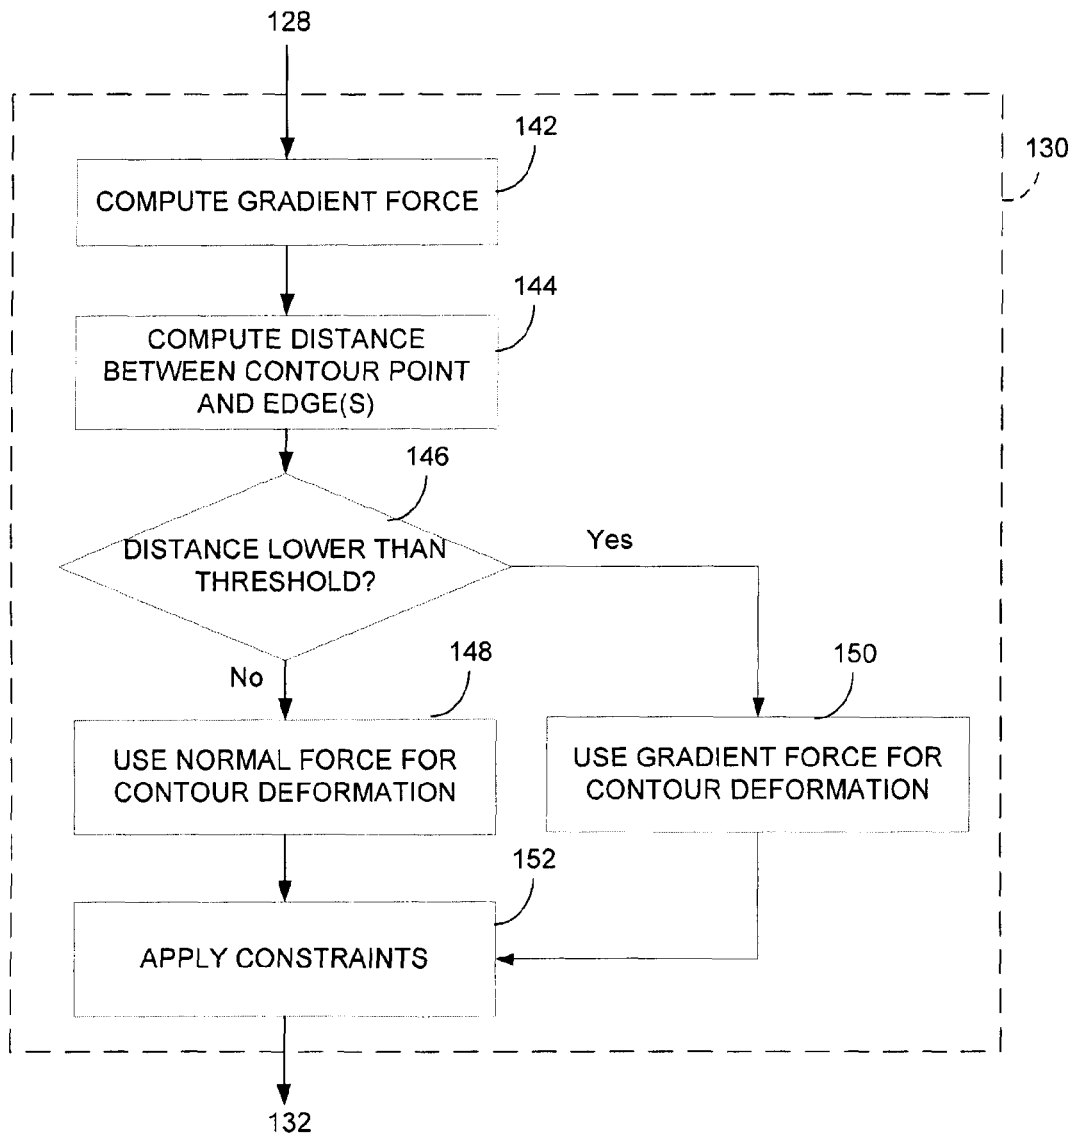 128
142
130
COMPUTE GRADIENT FORCE
144
COMPUTE DISTANCE
BETWEEN CONTOUR POINT
AND EDGE(S)
146
DISTANCE LOWER THAN
THRESHOLD?
Yes
No
148
150
USE NORMAL FORCE FOR
CONTOUR DEFORMATION
USE GRADIENT FORCE FOR
CONTOUR DEFORMATION
152
APPLY CONSTRAINTS
132